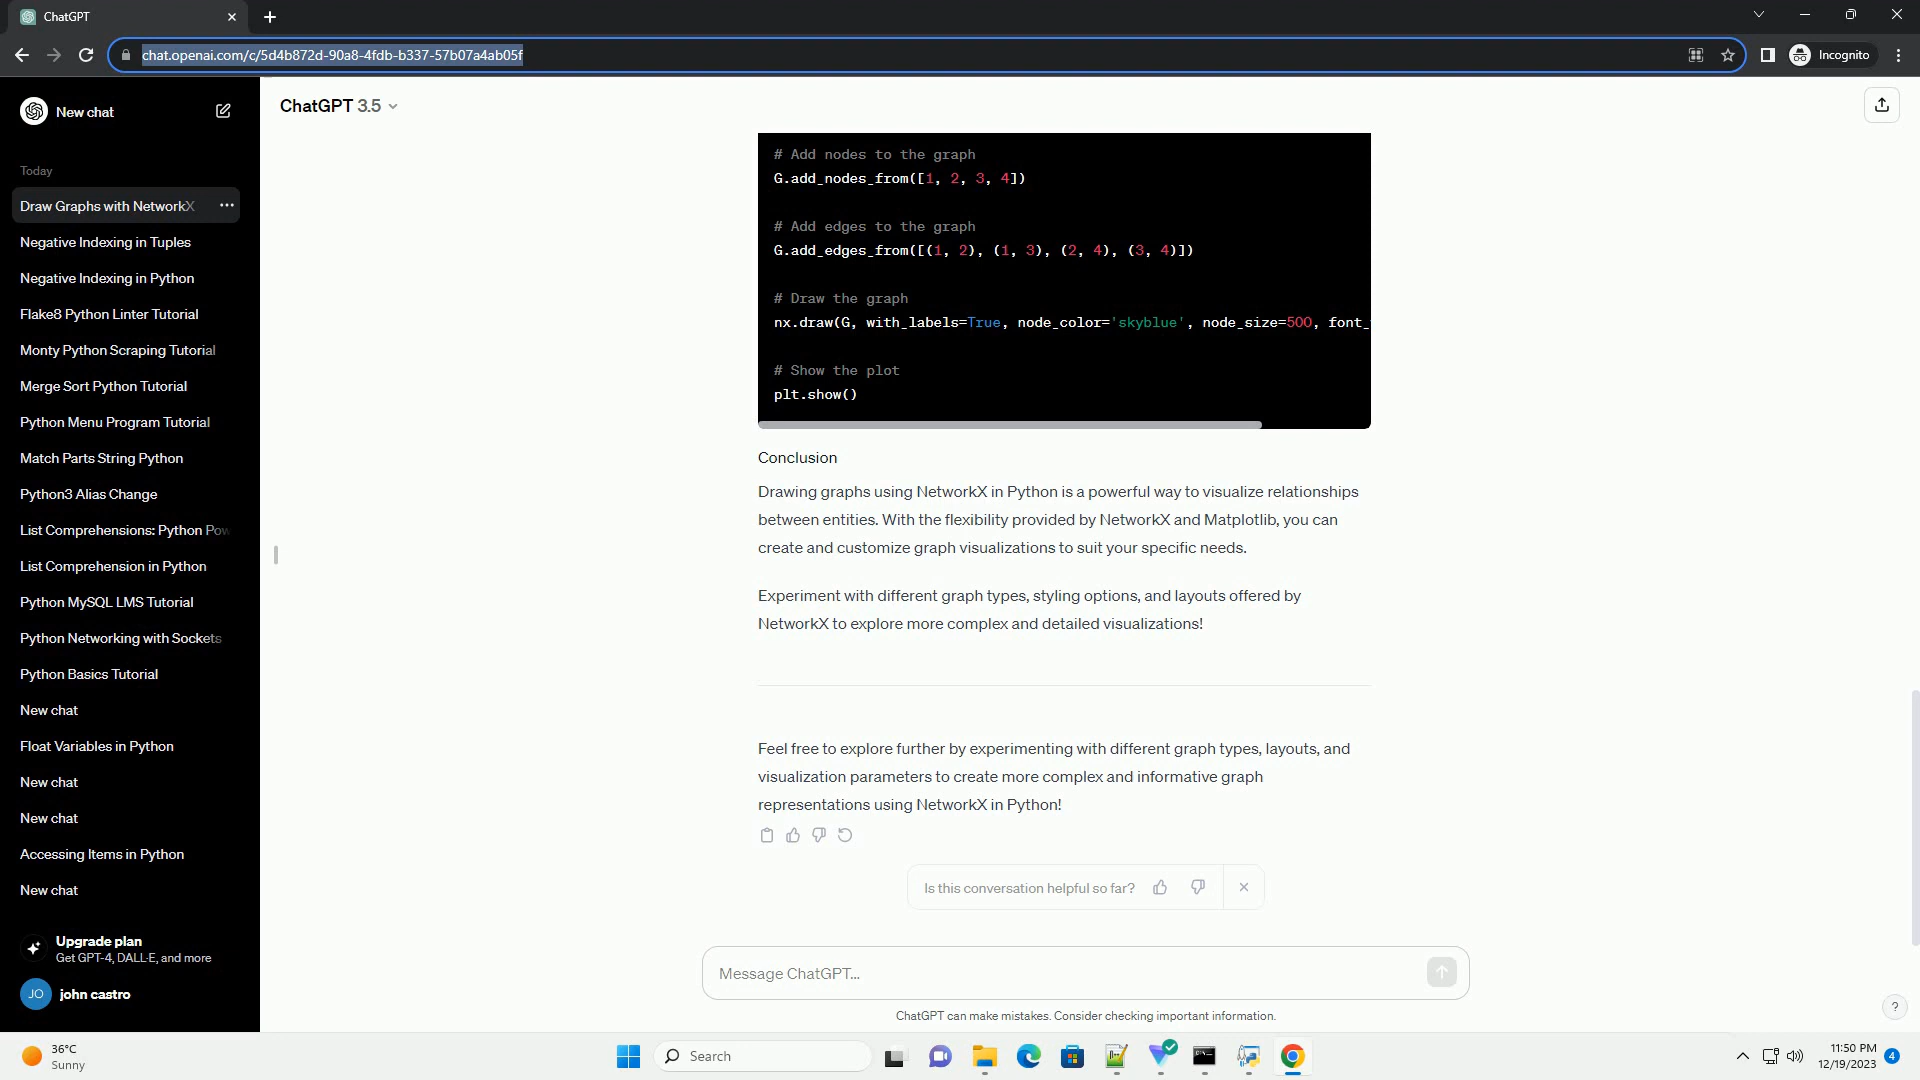 ChatGPT
chat.openai.com/c/5d4b872d-90a8-4fdb-b337-57b07a4ab05f
Incognito
New chat
Today
Draw Graphs with NetworkX
Negative Indexing in Tuples
Negative Indexing in Python
Flake8 Python Linter Tutorial
Monty Python Scraping Tutorial
Merge Sort Python Tutorial
Python Menu Program Tutorial
Match Parts String Python
Python3 Alias Change
List Comprehensions: Python Pow
List Comprehension in Python
Python MySQL LMS Tutorial
Python Networking with Sockets
Python Basics Tutorial
New chat
Float Variables in Python
New chat
New chat
Accessing Items in Python
New chat
Upgrade plan
Get GPT-4, DALL·E, and more
JO john castro
ChatGPT 3.5
# Add nodes to the graph
G.add_nodes_from([1, 2, 3, 4])
# Add edges to the graph
G.add_edges_from([(1, 2), (1, 3), (2, 4), (3, 4)])
# Draw the graph
nx.draw(G, with_labels=True, node_color='skyblue', node_size=500, font_
# Show the plot
plt.show()
Conclusion
Drawing graphs using NetworkX in Python is a powerful way to visualize relationships
between entities. With the flexibility provided by NetworkX and Matplotlib, you can
create and customize graph visualizations to suit your specific needs.
Experiment with different graph types, styling options, and layouts offered by
NetworkX to explore more complex and detailed visualizations!
Feel free to explore further by experimenting with different graph types, layouts, and
visualization parameters to create more complex and informative graph
representations using NetworkX in Python!
Is this conversation helpful so far?
Message ChatGPT...
ChatGPT can make mistakes. Consider checking important information.
?
36°C
Sunny
Search
11:50 PM
12/19/2023
4